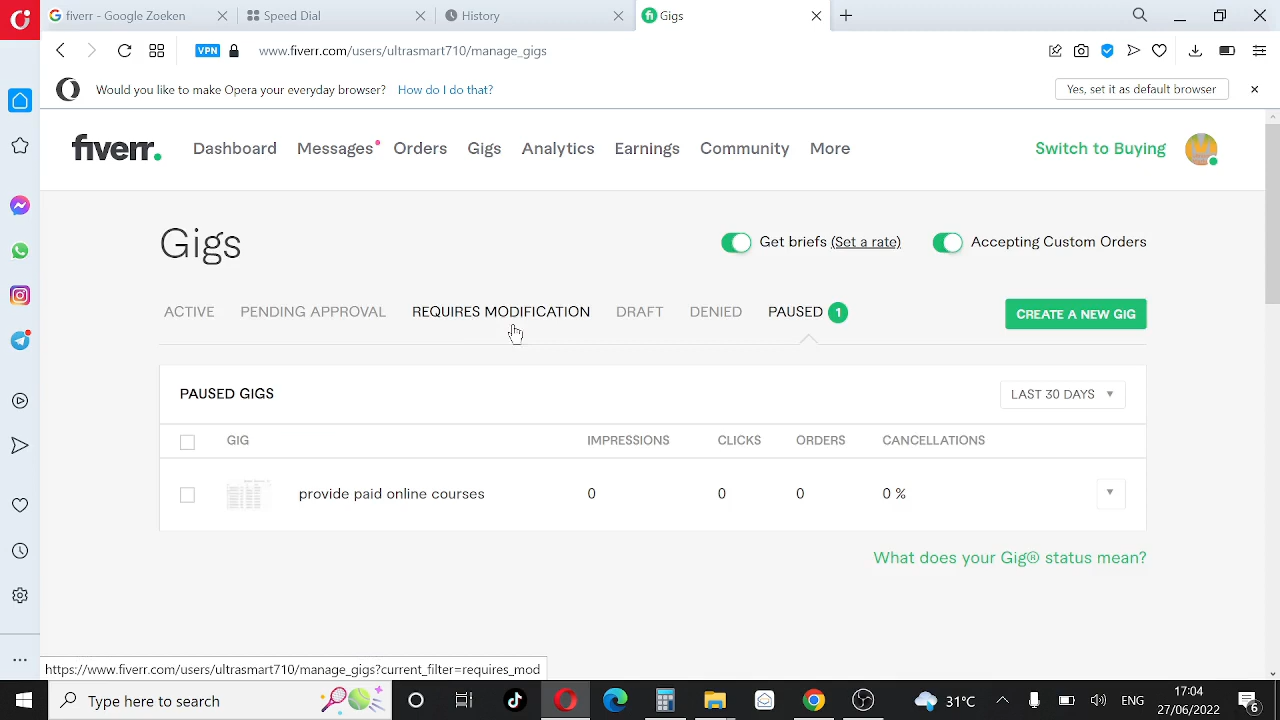 fiverr - Google Zoeken
Speed Dial
History
Gigs
VPN
www.fiverr.com/users/ultrasmart710/manage_gigs
Would you like to make Opera your everyday browser?
How do I do that?
Yes, set it as default browser
fiverr.
Dashboard
Messages
Orders
Gigs
Analytics
Earnings
Community
More
Switch to Buying
Gigs
Get briefs (Set a rate)
Accepting Custom Orders
ACTIVE
PENDING APPROVAL
REQUIRES MODIFICATION
DRAFT
DENIED
PAUSED 1
CREATE A NEW GIG
PAUSED GIGS
LAST 30 DAYS
GIG
IMPRESSIONS
CLICKS
ORDERS
CANCELLATIONS
provide paid online courses
0
0
0
0 %
What does your Gig® status mean?
https://www.fiverr.com/users/ultrasmart710/manage_gigs?current_filter=requires_mod
Type here to search
31°C
ENG
17:04
27/06/2022
6